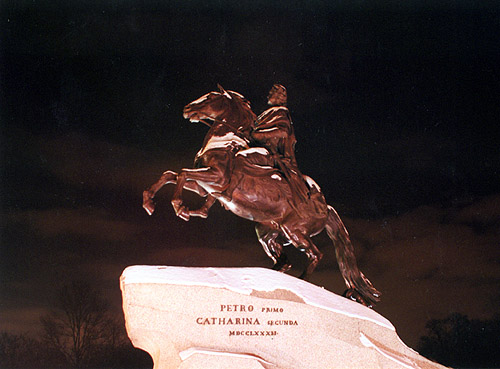 PETRO PRIMO
CATHARINA SECUNDA
MDCCLXXXII.